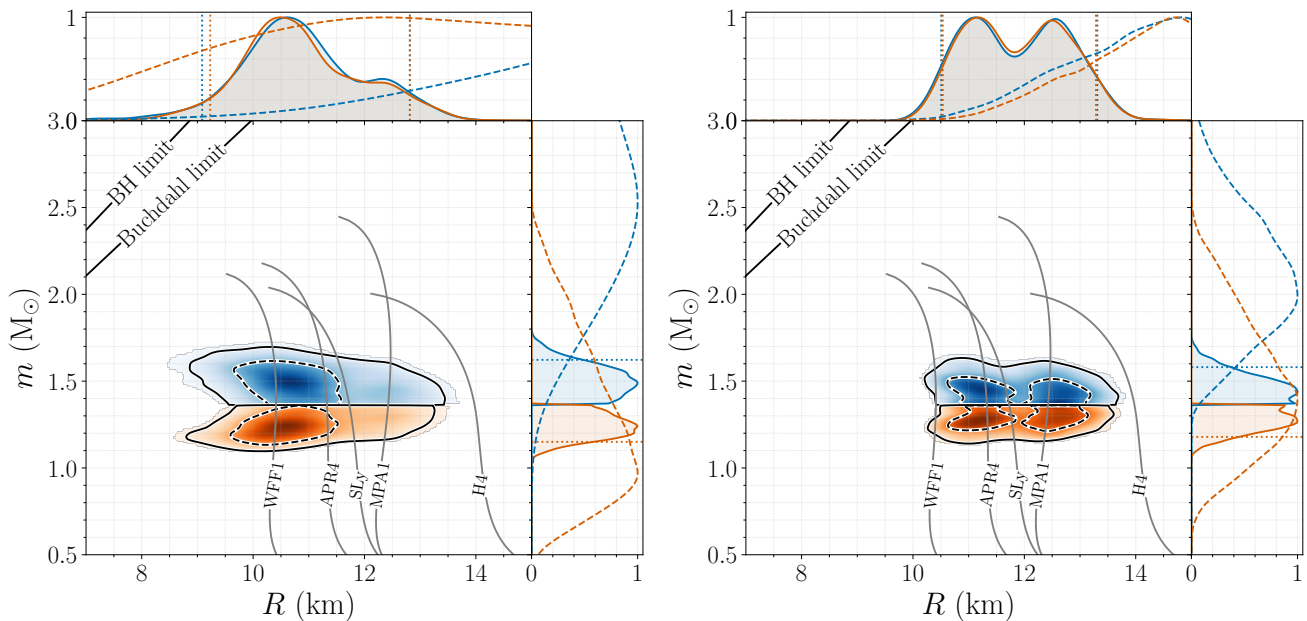 1
3.0
2.5
2.0
1.5
1.0
0.5
m (M⊙)
BH limit
Buchdahl limit
WFF1
APR4
SLy
MPA1
H4
8
10
12
14
0
1
R (km)
1
3.0
2.5
2.0
1.5
1.0
0.5
m (M⊙)
BH limit
Buchdahl limit
WFF1
APR4
SLy
MPA1
H4
8
10
12
14
0
1
R (km)